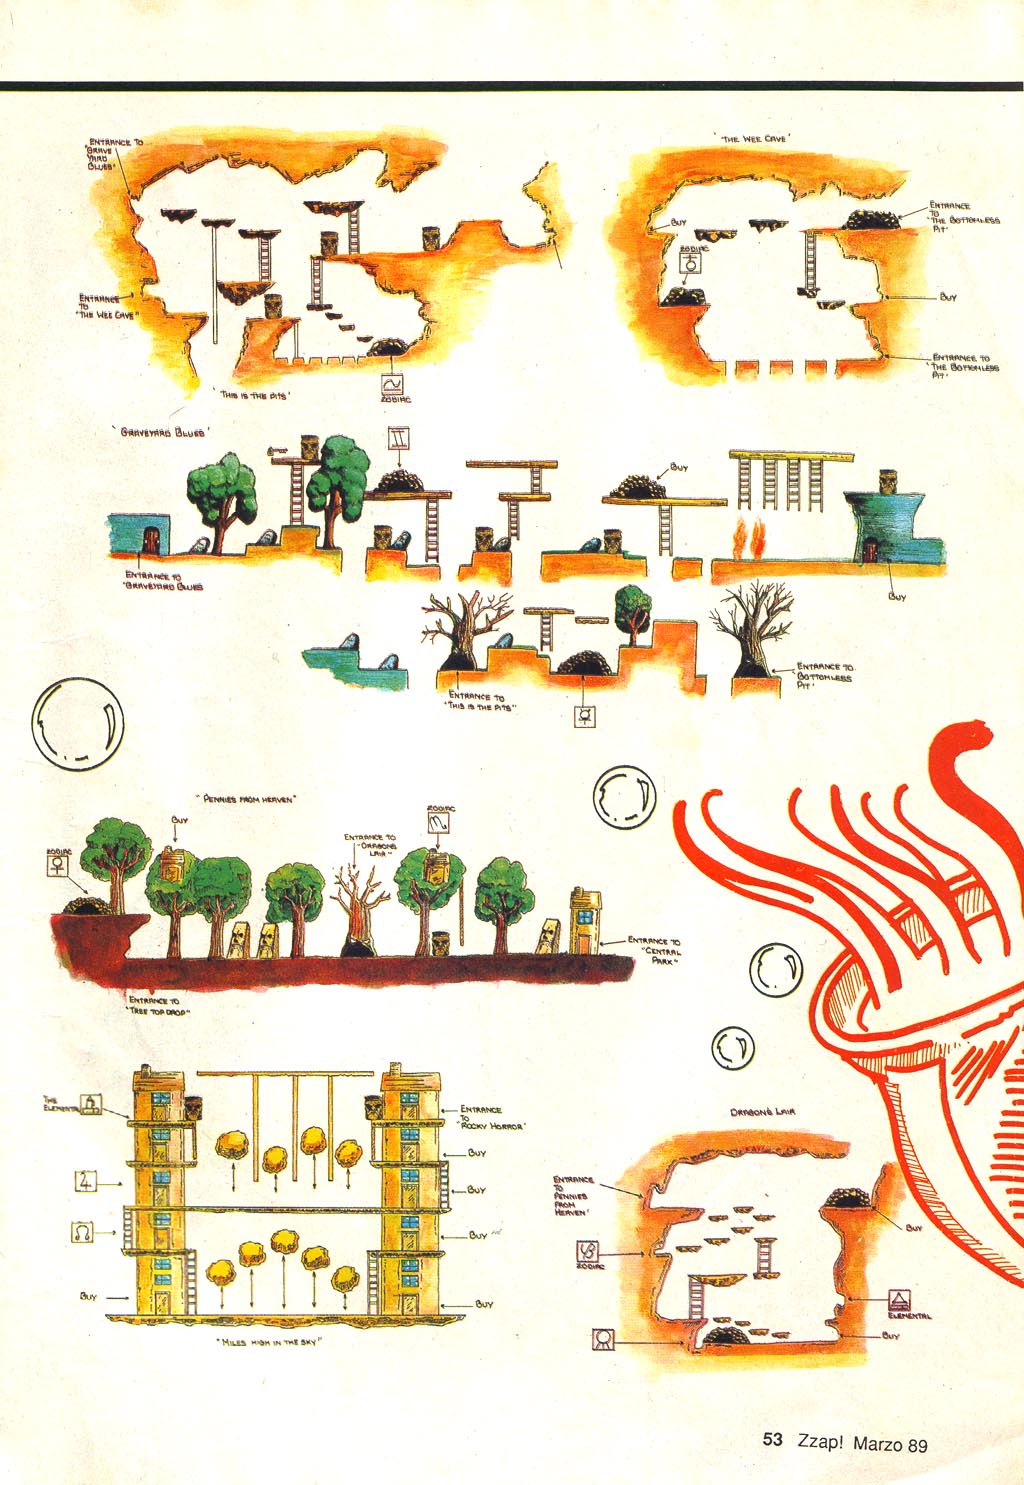 ENTRANCE TO
'GRAVE
YARD
BLUES'
ENTRANCE
TO
"THE WEE CAVE"
'THIS IS THE PITS'
ZODIAC
'THE WEE CAVE'
BUY
ZODIAC
ENTRANCE
TO
'THE BOTTOMLESS
PIT'
BUY
ENTRANCE TO
'THE BOTTOMLESS
PIT'
'GRAVEYARD BLUES'
BUY
ENTRANCE TO
'GRAVEYARD BLUES
BUY
ENTRANCE TO
"THIS IS THE PITS"
ENTRANCE TO
'BOTTOMLESS
PIT'
"PENNIES FROM HEAVEN"
ZODIAC
BUY
ENTRANCE TO
"DRAGONS
LAIR"
ZODIAC
ENTRANCE TO
"CENTRAL
PARK"
ENTRANCE TO
"TREE TOP DROP"
THE
ELEMENTAL
ENTRANCE
TO
'ROCKY HORROR'
BUY
BUY
BUY
BUY
BUY
"MILES HIGH IN THE SKY"
DRAGONS LAIR
ENTRANCE
TO
PENNIES
FROM
HEAVEN'
ZODIAC
BUY
ELEMENTAL
BUY
53 Zzap! Marzo 89